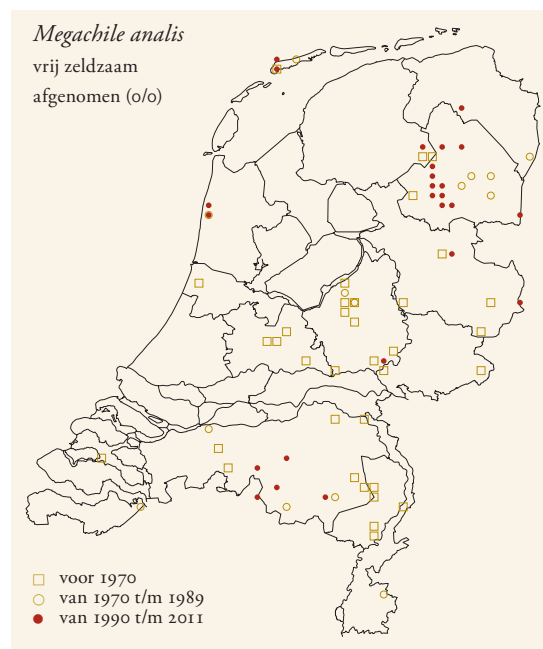 Megachile analis
vrij zeldzaam
afgenomen (0/0)
voor 1970
van 1970 t/m 1989
van 1990 t/m 2011